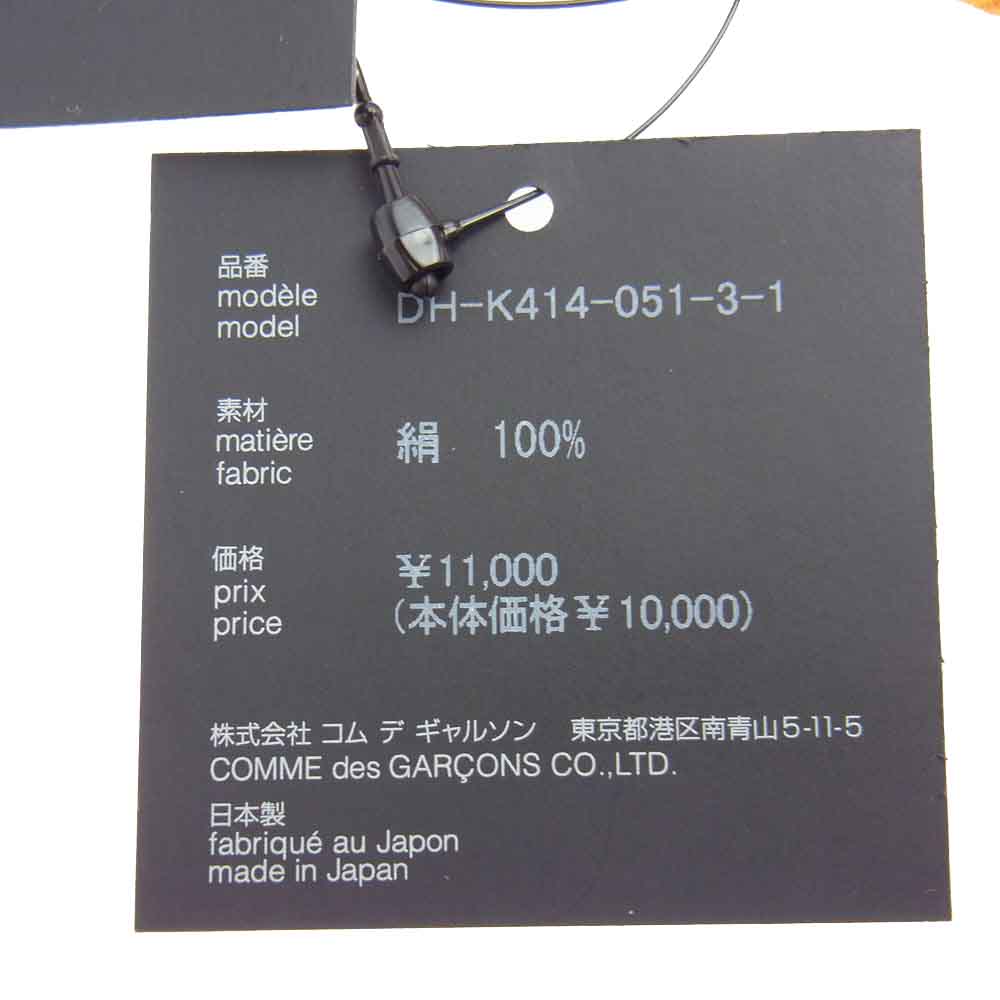 品番
modèle
model
DH-K414-051-3-1
素材
matière
fabric
絹 100%
価格
prix
price
¥11,000
(本体価格¥10,000)
株式会社 コム デ ギャルソン 東京都港区南青山5-11-5
COMME des GARÇONS CO.,LTD.
日本製
fabriqué au Japon
made in Japan